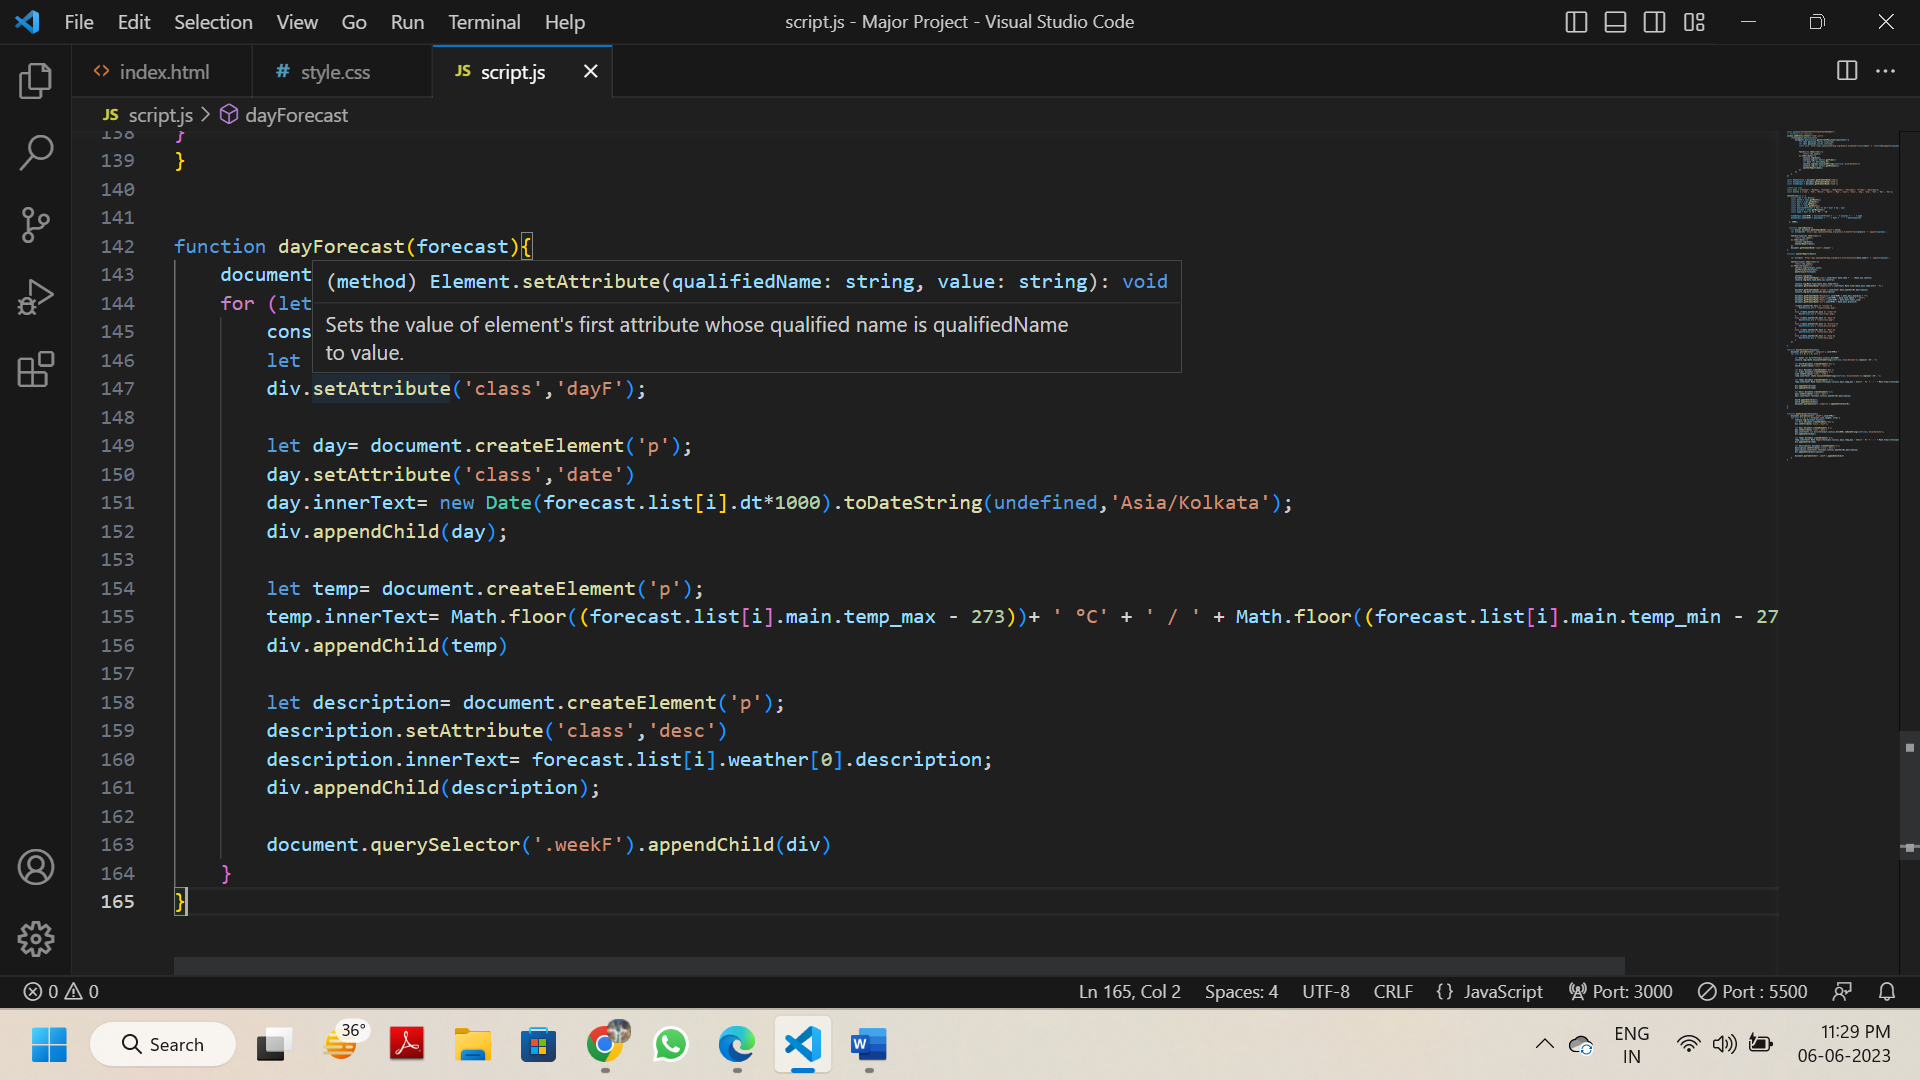 File Edit Selection View Go Run Terminal Help
script.js - Major Project - Visual Studio Code
index.html
# style.css
JS script.js
JS script.js > dayForecast
138 }
139 }
140
141
142 function dayForecast(forecast){
143 document
144 for (let
145 cons
146 let
(method) Element.setAttribute(qualifiedName: string, value: string): void
Sets the value of element's first attribute whose qualified name is qualifiedName
to value.
147 div.setAttribute('class','dayF');
148
149 let day= document.createElement('p');
150 day.setAttribute('class','date')
151 day.innerText= new Date(forecast.list[i].dt*1000).toDateString(undefined,'Asia/Kolkata');
152 div.appendChild(day);
153
154 let temp= document.createElement('p');
155 temp.innerText= Math.floor((forecast.list[i].main.temp_max - 273))+ ' °C' + ' / ' + Math.floor((forecast.list[i].main.temp_min - 27
156 div.appendChild(temp)
157
158 let description= document.createElement('p');
159 description.setAttribute('class','desc')
160 description.innerText= forecast.list[i].weather[0].description;
161 div.appendChild(description);
162
163 document.querySelector('.weekF').appendChild(div)
164 }
165 }
0 0
Ln 165, Col 2 Spaces: 4 UTF-8 CRLF {} JavaScript Port: 3000 Port : 5500
Search
36°
W
ENG
IN
11:29 PM
06-06-2023